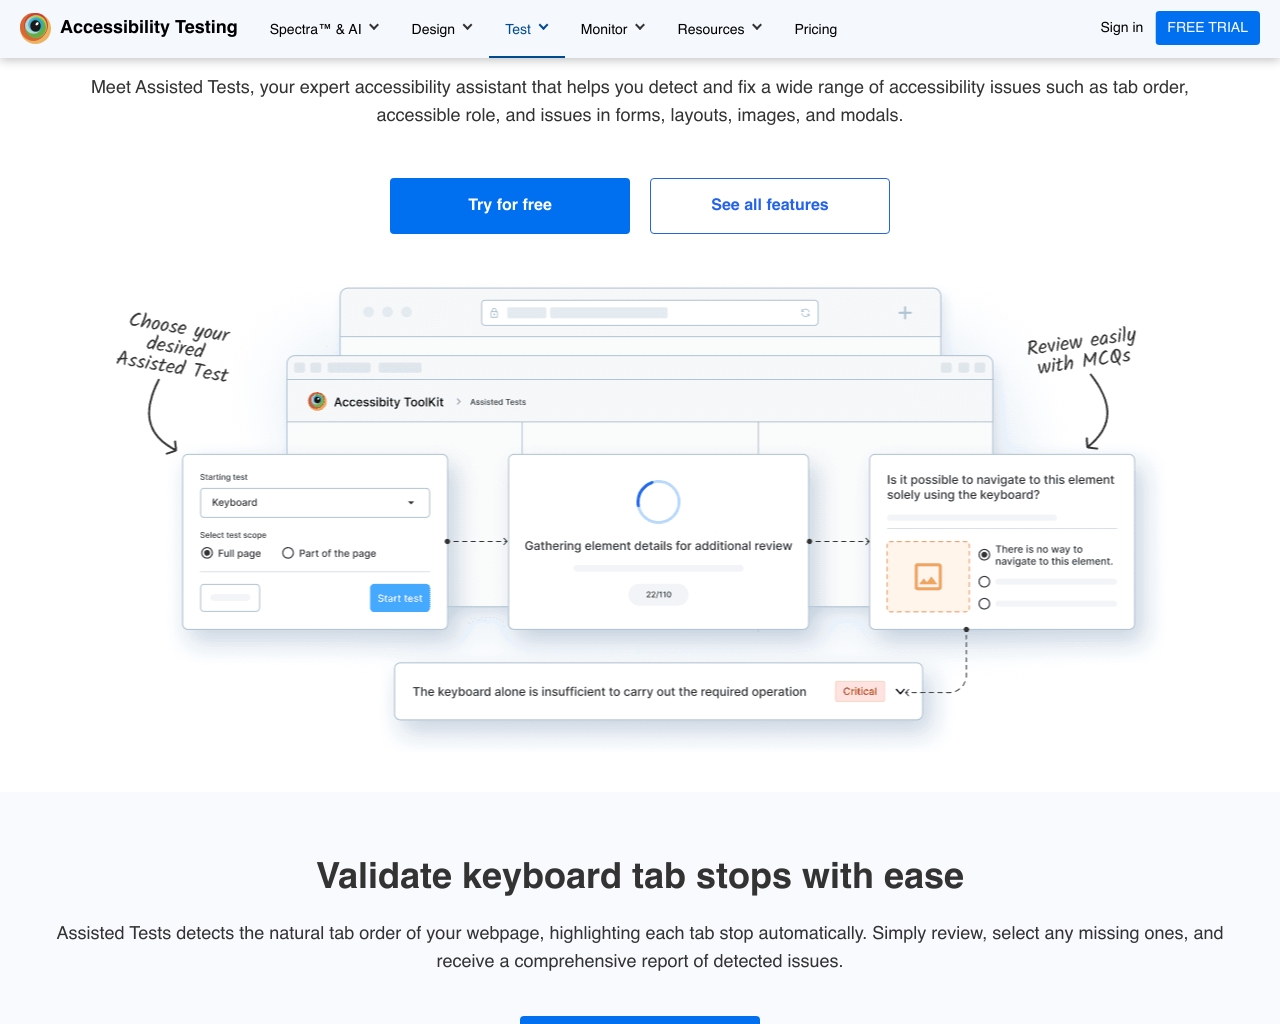 Accessibility Testing
Spectra™ & AI
Design
Test
Monitor
Resources
Pricing
Sign in
FREE TRIAL
Meet Assisted Tests, your expert accessibility assistant that helps you detect and fix a wide range of accessibility issues such as tab order,
accessible role, and issues in forms, layouts, images, and modals.
Try for free
See all features
Choose your
desired
Assisted Test
Review easily
with MCQs
Accessibity ToolKit
Assisted Tests
Starting test
Keyboard
Select test scope
Full page
Part of the page
Start test
Gathering element details for additional review
22/110
Is it possible to navigate to this element
solely using the keyboard?
There is no way to
navigate to this element.
The keyboard alone is insufficient to carry out the required operation
Critical
Validate keyboard tab stops with ease
Assisted Tests detects the natural tab order of your webpage, highlighting each tab stop automatically. Simply review, select any missing ones, and
receive a comprehensive report of detected issues.